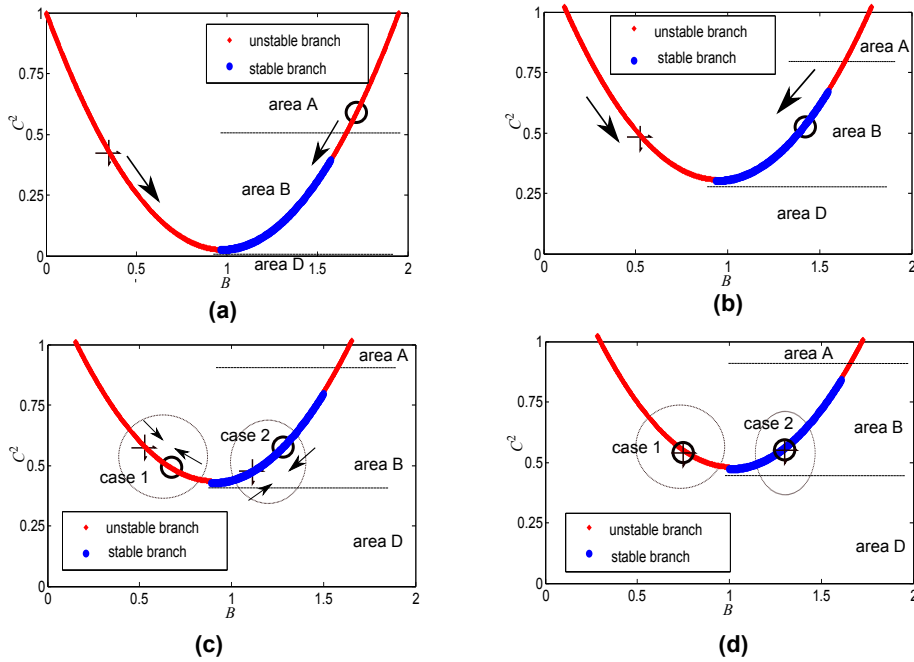 (a)
1
0.75
0.5
0.25
0
C²
0
0.5
1
1.5
2
B
unstable branch
stable branch
area A
area B
area D
(a)
(b)
1
0.75
0.5
0.25
0
C²
0
0.5
1
1.5
2
B
unstable branch
stable branch
area A
area B
area D
(b)
(c)
1
0.75
0.5
0.25
0
C²
0
0.5
1
1.5
2
B
area A
case 2
case 1
area B
area D
unstable branch
stable branch
(c)
(d)
1
0.75
0.5
0.25
0
C²
0
0.5
1
1.5
2
B
area A
case 2
case 1
area B
area D
unstable branch
stable branch
(d)